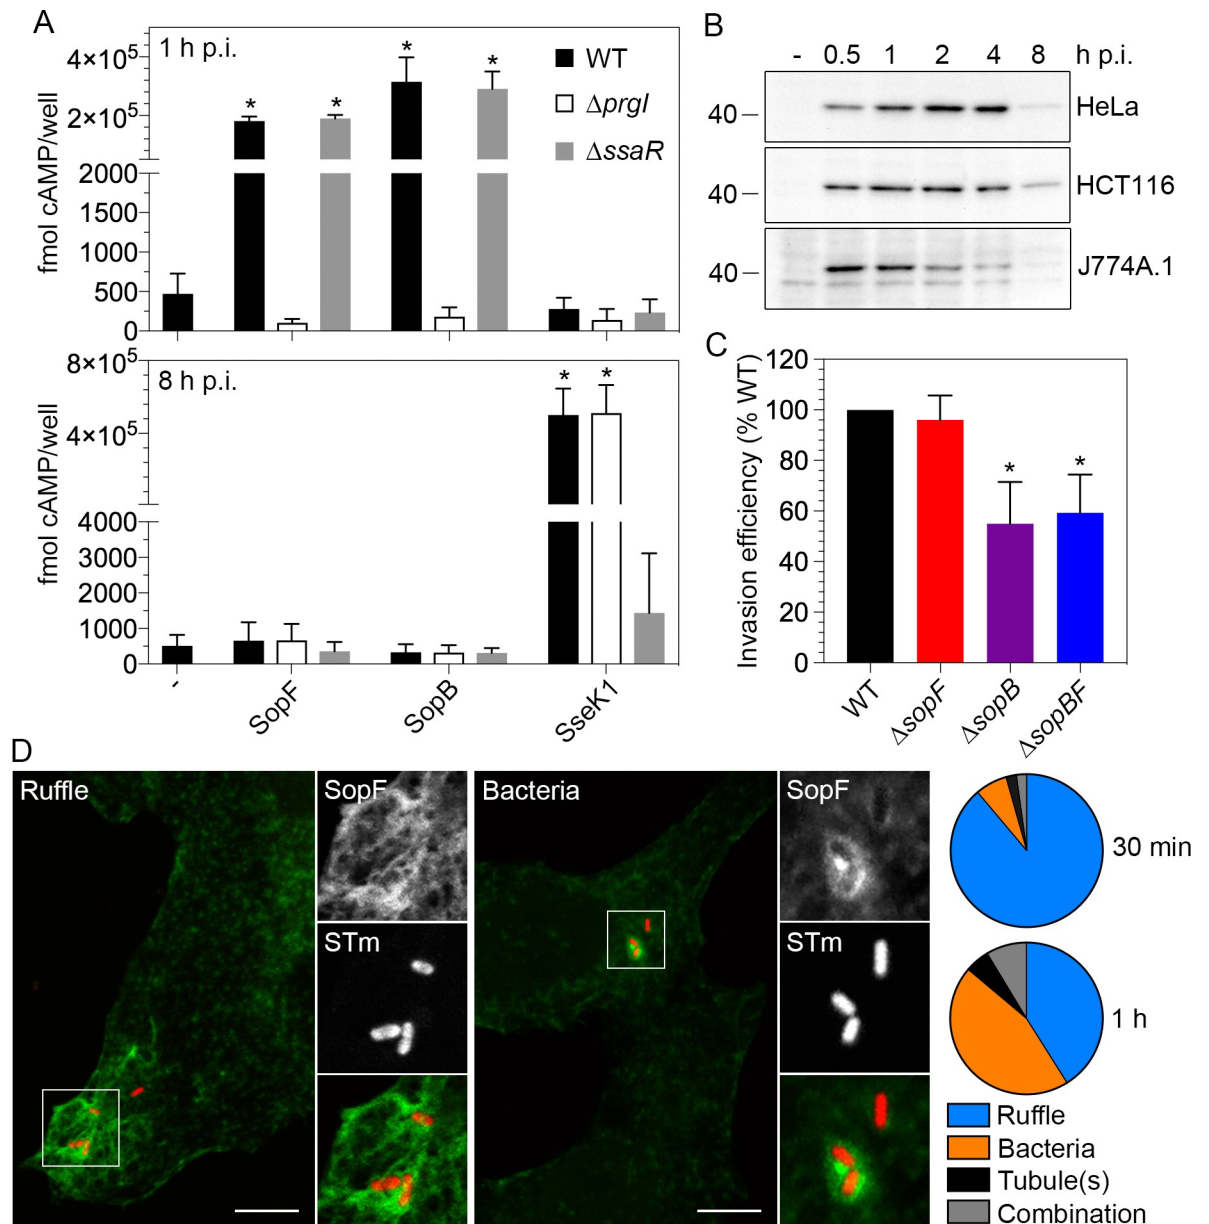 A
1 h p.i.
4×10⁵
2×10⁵
2000
1500
1000
500
0
fmol cAMP/well
* * * *
WT
ΔprgI
ΔssaR
8 h p.i.
8×10⁵
4×10⁵
4000
3000
2000
1000
0
fmol cAMP/well
* *
- SopF SopB SseK1
B
- 0.5 1 2 4 8 h p.i.
40 HeLa
40 HCT116
40 J774A.1
C
120
100
80
60
40
20
0
Invasion efficiency (% WT)
* *
WT ΔsopF ΔsopB ΔsopBF
D
Ruffle
SopF
STm
Bacteria
SopF
STm
30 min
1 h
Ruffle
Bacteria
Tubule(s)
Combination